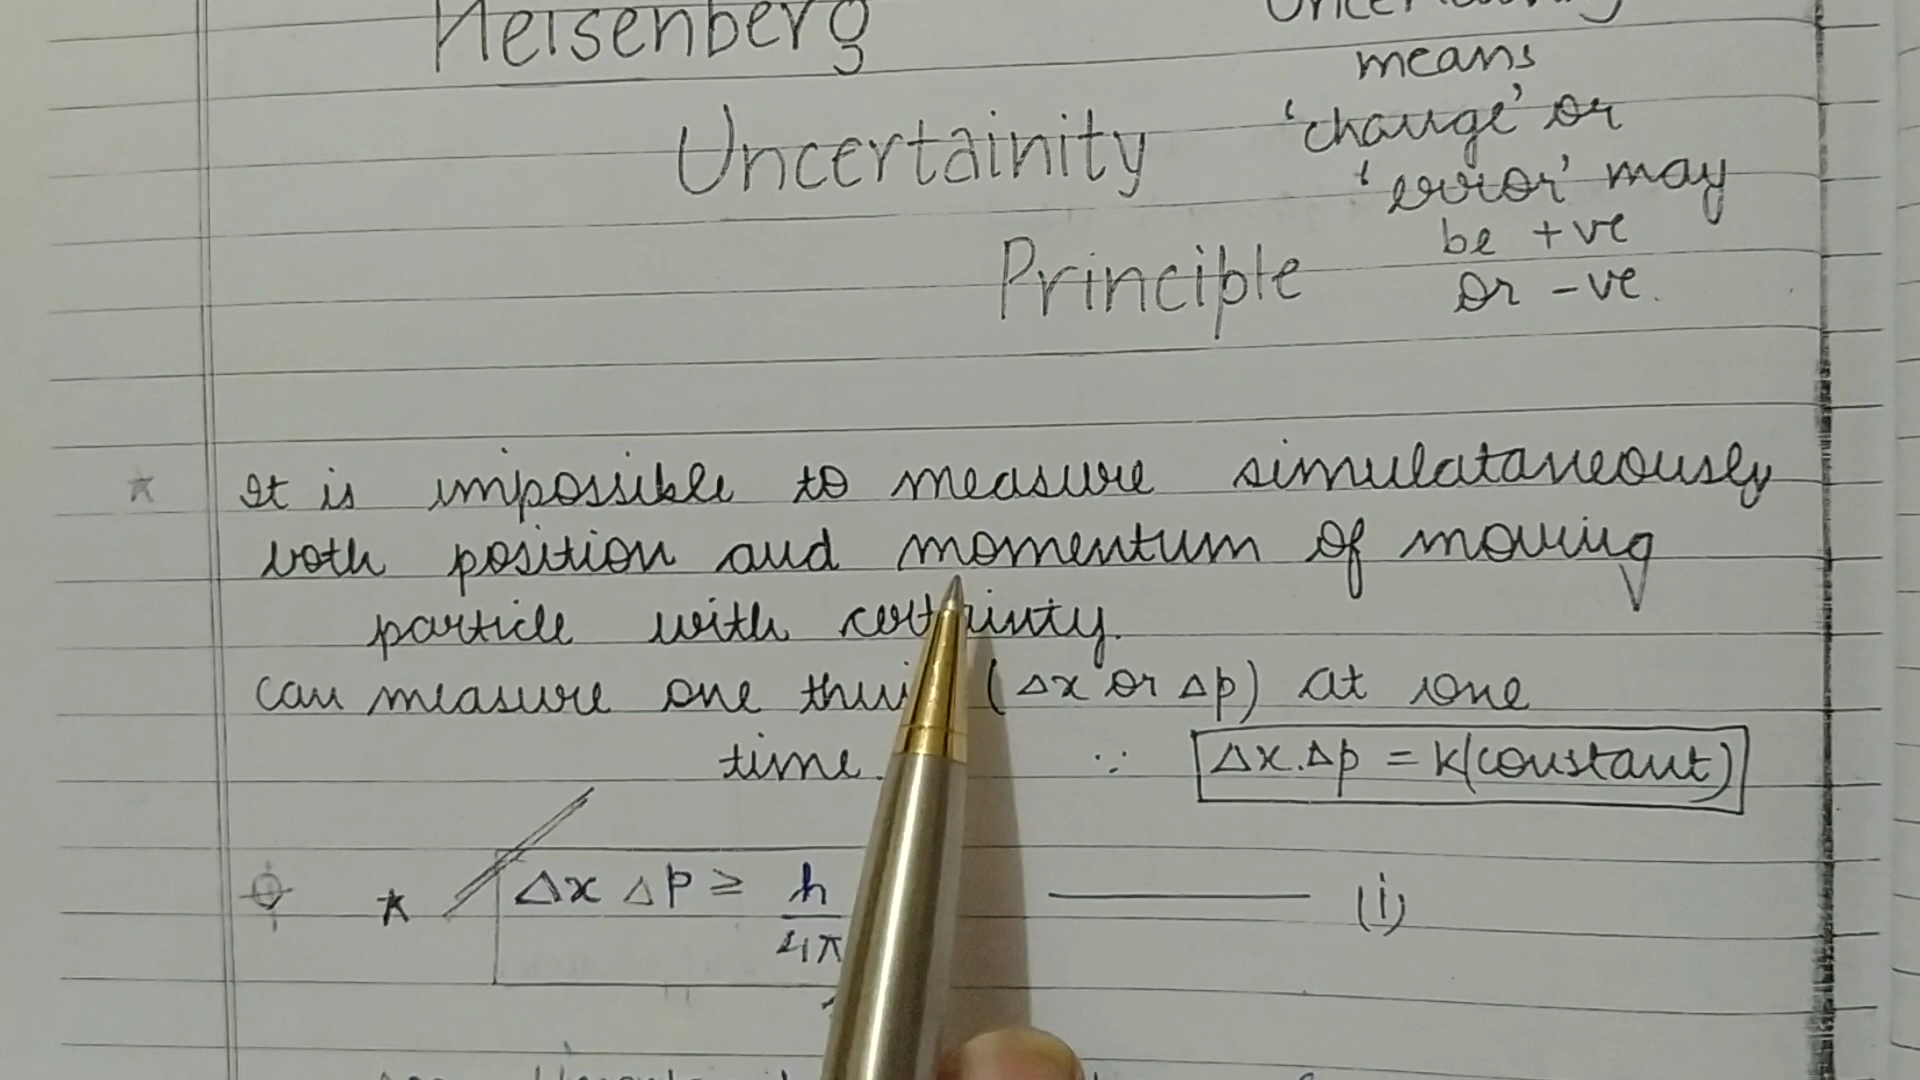 Heisenberg
Uncertainity
Principle
means
'change' or
'error' may
be +ve
or -ve.
It is impossible to measure simulataneously
both position and momentum of moving
particle with certainty.
can measure one (Δx or Δp) at one
time. ∵ Δx.Δp = K(constant)
* Δx Δp ≥ h/4π (i)